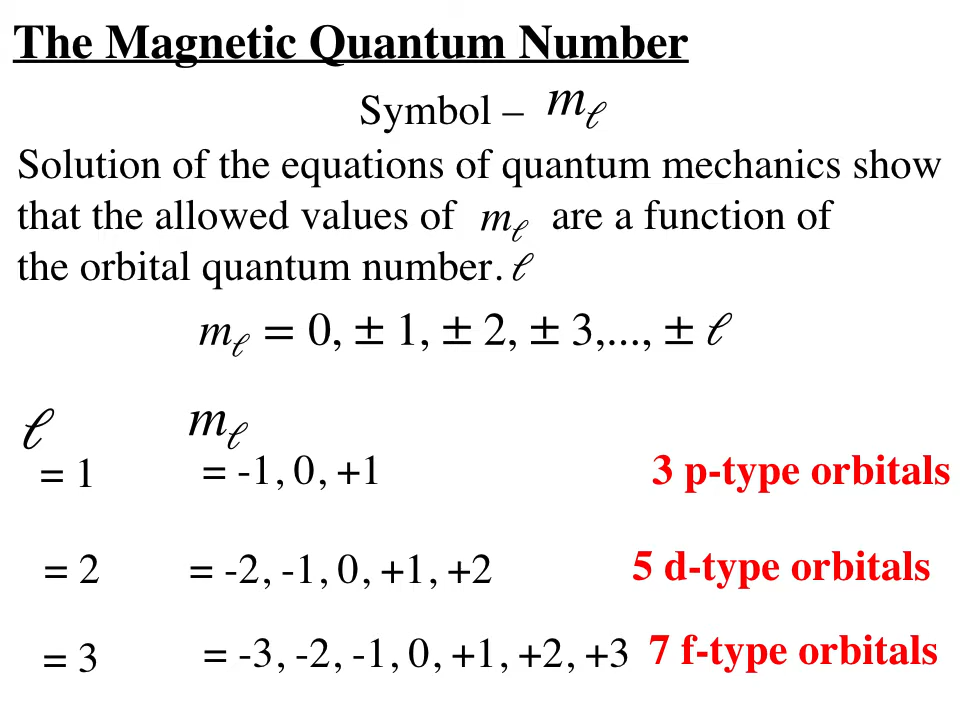 The Magnetic Quantum Number
Symbol – mℓ
Solution of the equations of quantum mechanics show
that the allowed values of mℓ are a function of
the orbital quantum number. ℓ
mℓ = 0, ± 1, ± 2, ± 3,..., ± ℓ
ℓ mℓ
= 1 = -1, 0, +1 3 p-type orbitals
= 2 = -2, -1, 0, +1, +2 5 d-type orbitals
= 3 = -3, -2, -1, 0, +1, +2, +3 7 f-type orbitals